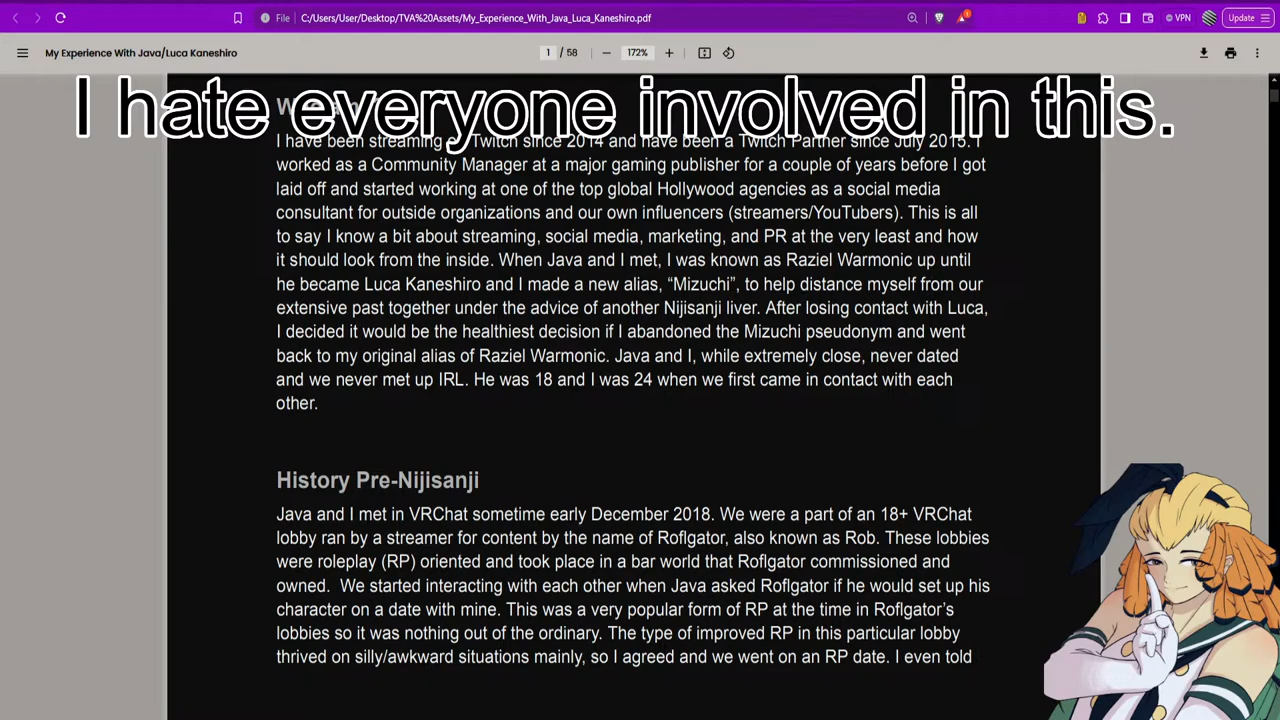 File
C:/Users/User/Desktop/TVA%20Assets/My_Experience_With_Java_Luca_Kaneshiro.pdf
VPN
Update
My Experience With Java/Luca Kaneshiro
1 / 58
172%
I hate everyone involved in this.
I have been streaming Twitch since 2014 and have been a Twitch Partner since July 2015. I
worked as a Community Manager at a major gaming publisher for a couple of years before I got
laid off and started working at one of the top global Hollywood agencies as a social media
consultant for outside organizations and our own influencers (streamers/YouTubers). This is all
to say I know a bit about streaming, social media, marketing, and PR at the very least and how
it should look from the inside. When Java and I met, I was known as Raziel Warmonic up until
he became Luca Kaneshiro and I made a new alias, “Mizuchi”, to help distance myself from our
extensive past together under the advice of another Nijisanji liver. After losing contact with Luca,
I decided it would be the healthiest decision if I abandoned the Mizuchi pseudonym and went
back to my original alias of Raziel Warmonic. Java and I, while extremely close, never dated
and we never met up IRL. He was 18 and I was 24 when we first came in contact with each
other.
History Pre-Nijisanji
Java and I met in VRChat sometime early December 2018. We were a part of an 18+ VRChat
lobby ran by a streamer for content by the name of Roflgator, also known as Rob. These lobbies
were roleplay (RP) oriented and took place in a bar world that Roflgator commissioned and
owned.  We started interacting with each other when Java asked Roflgator if he would set up his
character on a date with mine. This was a very popular form of RP at the time in Roflgator’s
lobbies so it was nothing out of the ordinary. The type of improved RP in this particular lobby
thrived on silly/awkward situations mainly, so I agreed and we went on an RP date. I even told